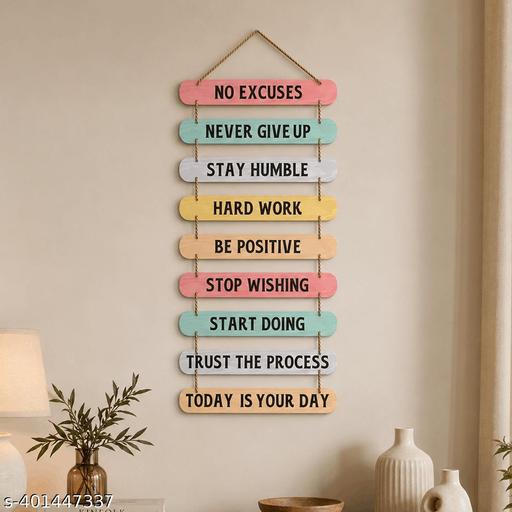 NO EXCUSES
NEVER GIVE UP
STAY HUMBLE
HARD WORK
BE POSITIVE
STOP WISHING
START DOING
TRUST THE PROCESS
TODAY IS YOUR DAY
KINFOLK
s-401447337